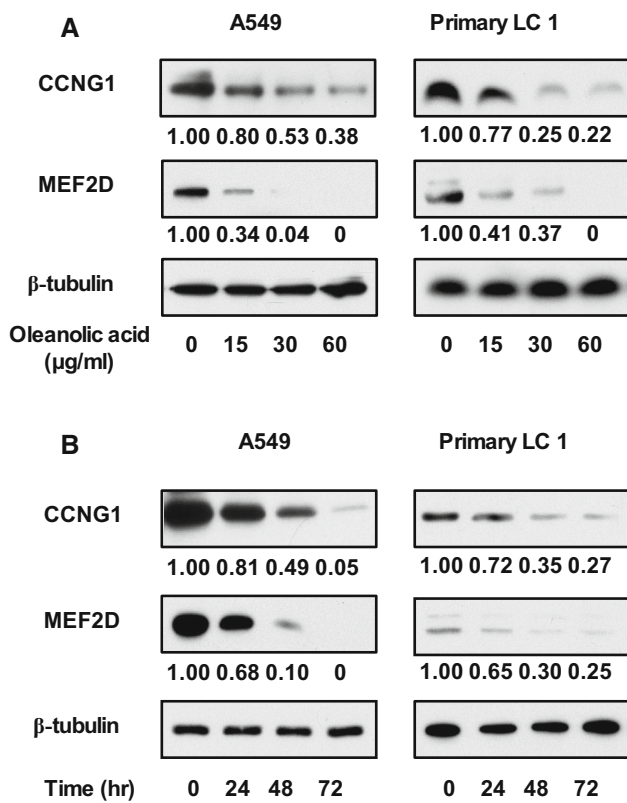 A
A549 Primary LC 1
CCNG1
1.00 0.80 0.53 0.38 1.00 0.77 0.25 0.22
MEF2D
1.00 0.34 0.04 0 1.00 0.41 0.37 0
β-tubulin
Oleanolic acid 0 15 30 60 0 15 30 60
(μg/ml)
B
A549 Primary LC 1
CCNG1
1.00 0.81 0.49 0.05 1.00 0.72 0.35 0.27
MEF2D
1.00 0.68 0.10 0 1.00 0.65 0.30 0.25
β-tubulin
Time (hr) 0 24 48 72 0 24 48 72